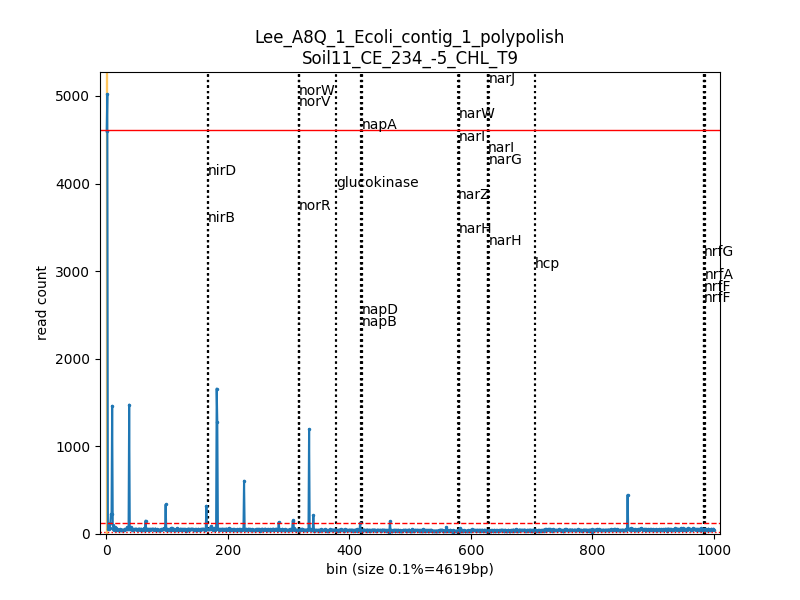 Lee_A8Q_1_Ecoli_contig_1_polypolish
Soil11_CE_234_-5_CHL_T9
narJ
norW
5000
norV
narW
napA
narI
narI
narG
nirD
4000
glucokinase
narZ
norR
nirB
narH
narH
nrfG
hcp
3000
nrfA
nrfF
nrfF
napD
napB
2000
1000
0
read count
0 200 400 600 800 1000
bin (size 0.1%=4619bp)